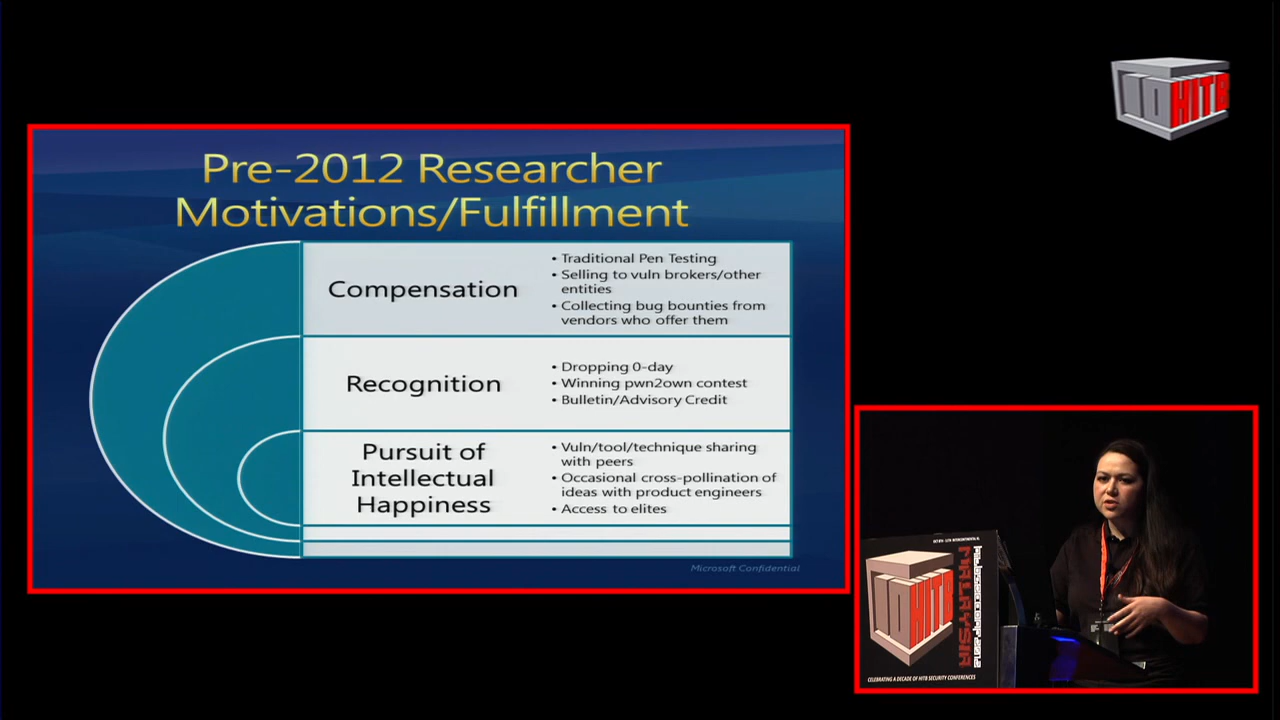 10 HITB
Pre-2012 Researcher
Motivations/Fulfillment
Compensation
• Traditional Pen Testing
• Selling to vuln brokers/other
entities
• Collecting bug bounties from
vendors who offer them
Recognition
• Dropping 0-day
• Winning pwn2own contest
• Bulletin/Advisory Credit
Pursuit of
Intellectual
Happiness
• Vuln/tool/technique sharing
with peers
• Occasional cross-pollination of
ideas with product engineers
• Access to elites
Microsoft Confidential
10 HITB
MALAYSIA
CELEBRATING A DECADE OF HITB SECURITY CONFERENCES